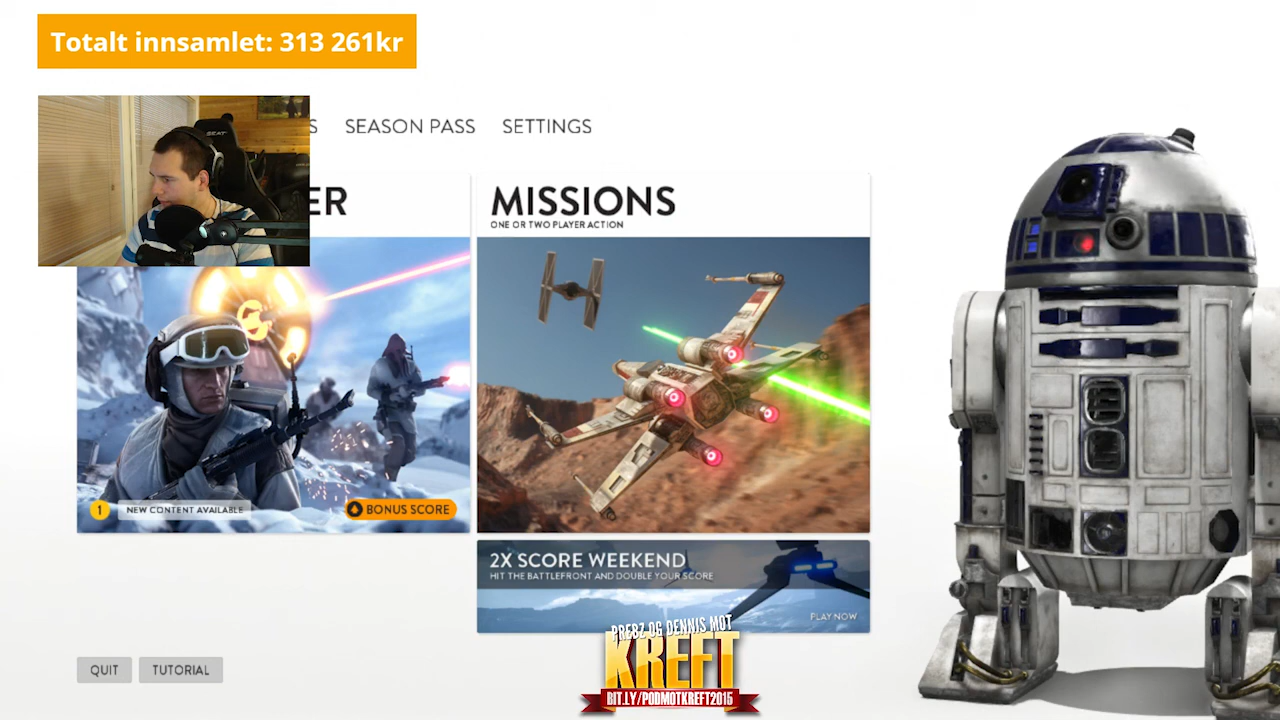 Totalt innsamlet: 313 261kr
S SEASON PASS SETTINGS
ER
MISSIONS
ONE OR TWO PLAYER ACTION
1 NEW CONTENT AVAILABLE
BONUS SCORE
2X SCORE WEEKEND
HIT THE BATTLEFRONT AND DOUBLE YOUR SCORE
PLAY NOW
PREBZ OG DENNIS MOT
KREFT
BIT.LY/PODMOTKREFT2015
QUIT TUTORIAL
SEAT